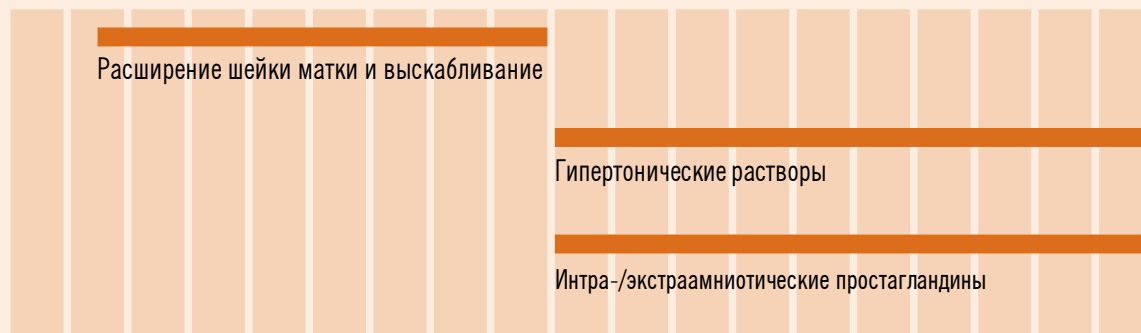 Расширение шейки матки и выскабливание
Гипертонические растворы
Интра-/экстраамниотические простагландины